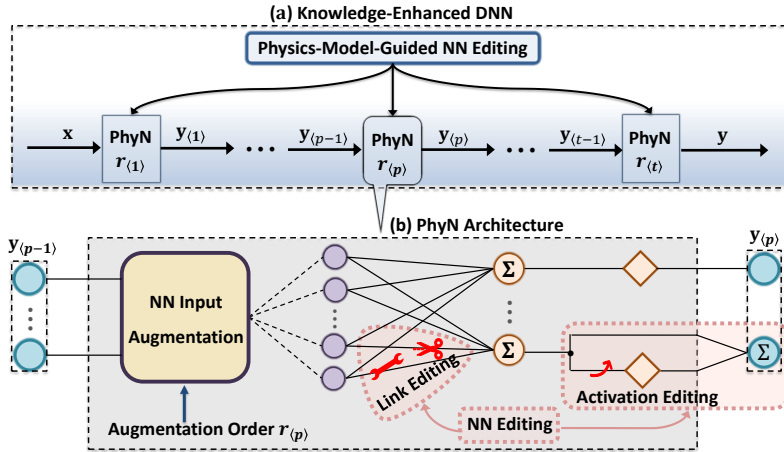 (a) Knowledge-Enhanced DNN
Physics-Model-Guided NN Editing
x
PhyN
r⟨1⟩
y⟨1⟩
y⟨p−1⟩
PhyN
r⟨p⟩
y⟨p⟩
y⟨t−1⟩
PhyN
r⟨t⟩
y
(b) PhyN Architecture
y⟨p−1⟩
y⟨p⟩
NN Input
Augmentation
Σ
Σ
Σ
Link Editing
Activation Editing
NN Editing
Augmentation Order r⟨p⟩